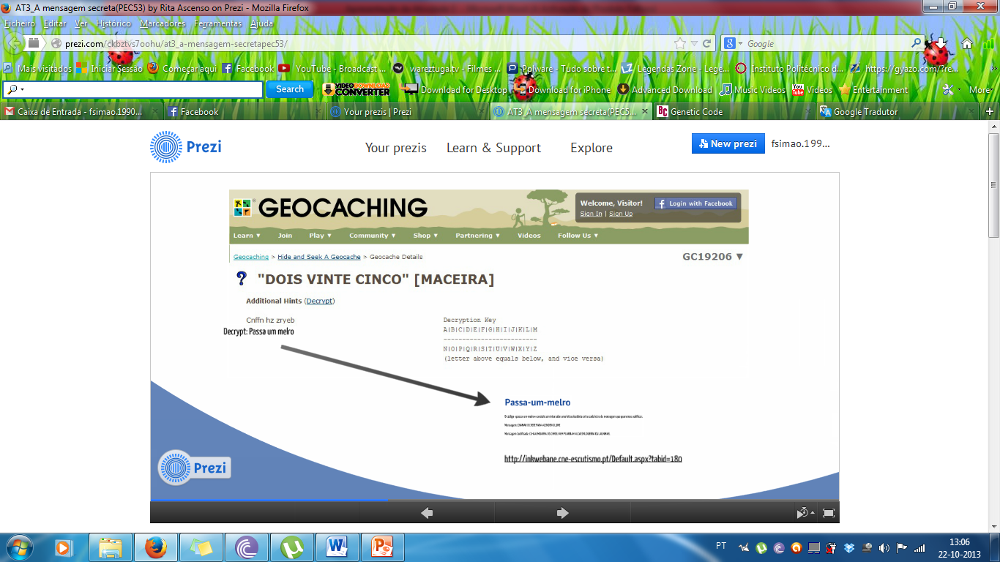 AT3_A mensagem secreta(PEC53) by Rita Ascenso on Prezi - Mozilla Firefox
Ficheiro Editar Ver Histórico Marcadores Ferramentas Ajuda
prezi.com/ckbztvs7oohu/at3_a-mensagem-secretapec53/
Google
Mais visitados Iniciar Sessão Começar aqui Facebook YouTube - Broadcast ... wareztuga.tv - Filmes ... Pplware - Tudo sobre t... Legendas Zone - Lege... Instituto Politécnico d... https://gyazo.com/?re...
Search VIDEO DOWNLOAD CONVERTER Download for Desktop Download for iPhone Advanced Download Music Videos You Tube Videos Entertainment More-
Caixa de Entrada - fsimao.1990... Facebook Your prezis | Prezi AT3_A mensagem secreta(PEC5... BC Genetic Code Google Tradutor
Prezi Your prezis Learn & Support Explore New prezi fsimao.199...
GEOCACHING
Welcome, Visitor! Login with Facebook
Sign In | Sign Up
Learn Join Play Community Shop Partnering Videos Follow Us
Geocaching > Hide and Seek A Geocache > Geocache Details
GC19206
? "DOIS VINTE CINCO" [MACEIRA]
Additional Hints (Decrypt)
Cnffn hz zryeb
Decrypt: Passa um melro
Decryption Key
A|B|C|D|E|F|G|H|I|J|K|L|M
-------------------------
N|O|P|Q|R|S|T|U|V|W|X|Y|Z
(letter above equals below, and vice versa)
Passa-um-melro
http://inkwebane.cne-escutismo.pt/Default.aspx?tabid=180
Prezi
PT
13:06
22-10-2013